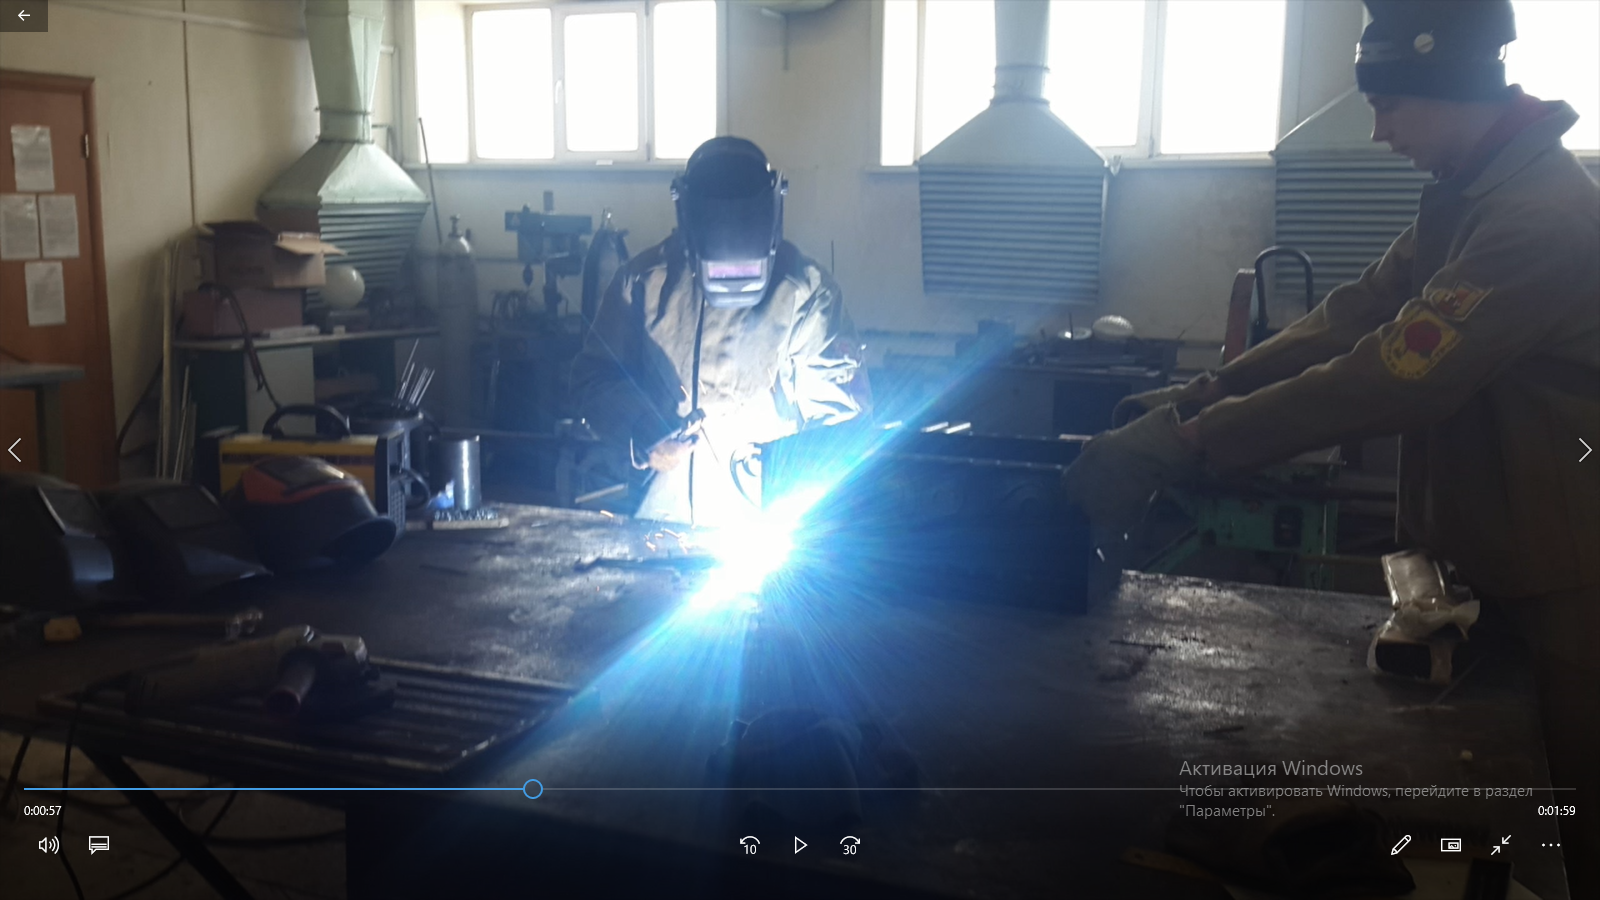 Активация Windows
Чтобы активировать Windows, перейдите в раздел
"Параметры".
0:00:57
0:01:59
10
30